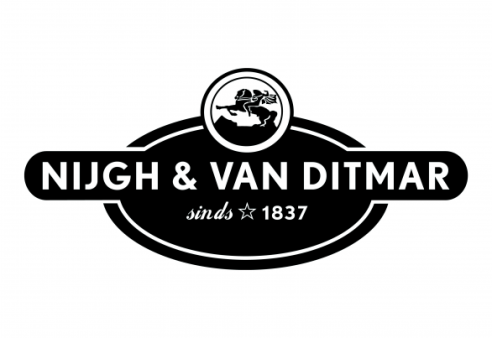 NIJGH & VAN DITMAR
sinds ☆ 1837